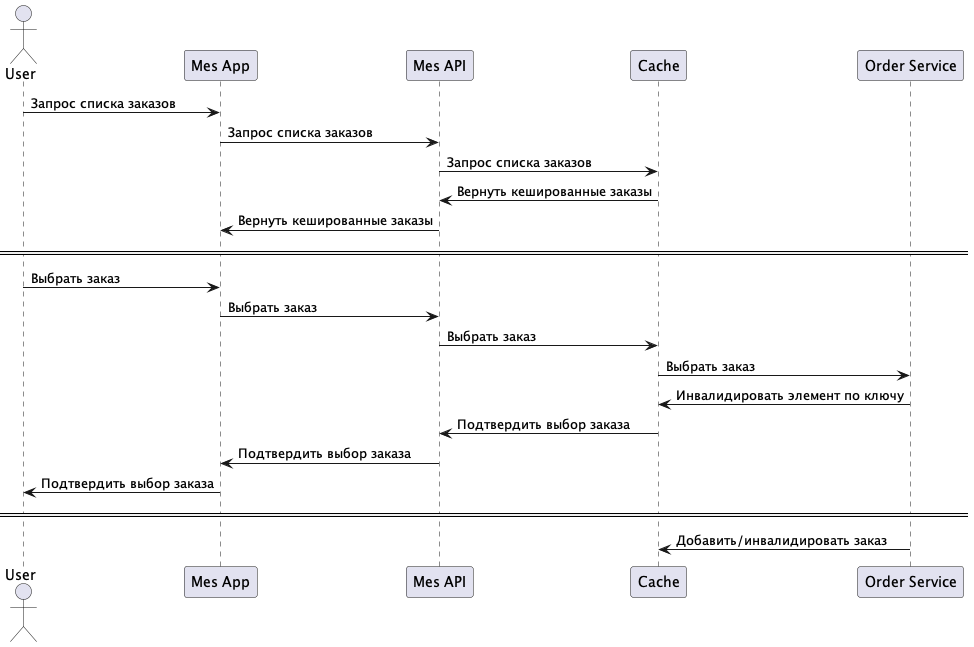 User
Mes App
Mes API
Cache
Order Service
Запрос списка заказов
Запрос списка заказов
Запрос списка заказов
Вернуть кешированные заказы
Вернуть кешированные заказы
Выбрать заказ
Выбрать заказ
Выбрать заказ
Выбрать заказ
Инвалидировать элемент по ключу
Подтвердить выбор заказа
Подтвердить выбор заказа
Подтвердить выбор заказа
Добавить/инвалидировать заказ
User
Mes App
Mes API
Cache
Order Service